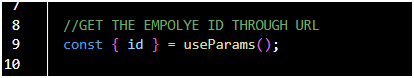 7
8 //GET THE EMPOLYE ID THROUGH URL
9 const { id } = useParams();
10